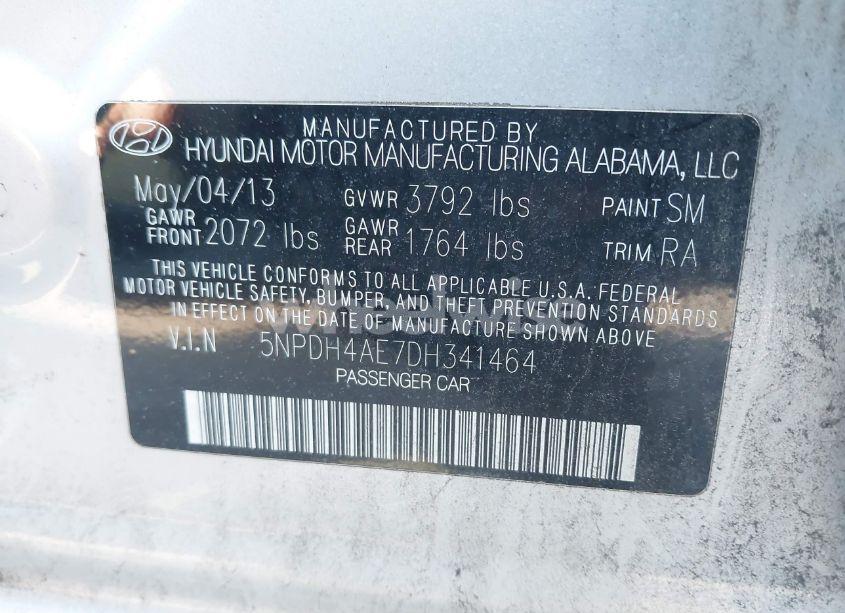 MANUFACTURED BY
HYUNDAI MOTOR MANUFACTURING ALABAMA, LLC
May/04/13 GVWR 3792 lbs PAINT SM
GAWR FRONT 2072 lbs GAWR REAR 1764 lbs TRIM RA
THIS VEHICLE CONFORMS TO ALL APPLICABLE U.S.A. FEDERAL
MOTOR VEHICLE SAFETY, BUMPER, AND THEFT PREVENTION STANDARDS
IN EFFECT ON THE DATE OF MANUFACTURE SHOWN ABOVE
V.I.N 5NPDH4AE7DH341464
PASSENGER CAR